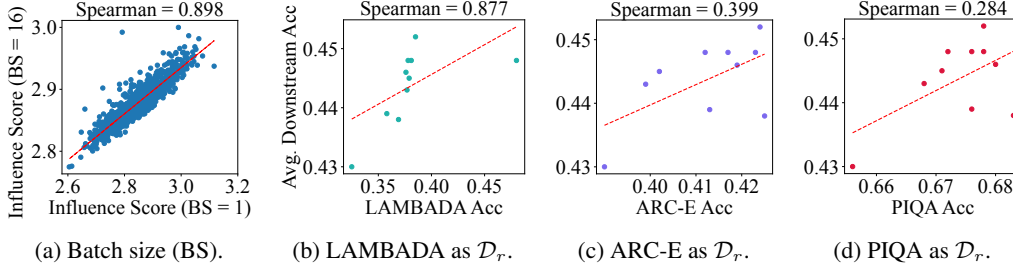 Spearman = 0.898
Influence Score (BS = 16)
3.0
2.9
2.8
2.6 2.8 3.0 3.2
Influence Score (BS = 1)
(a) Batch size (BS).
Spearman = 0.877
Avg. Downstream Acc
0.45
0.44
0.43
0.35 0.40 0.45
LAMBADA Acc
(b) LAMBADA as 𝒟ᵣ.
Spearman = 0.399
0.45
0.44
0.43
0.40 0.41 0.42
ARC-E Acc
(c) ARC-E as 𝒟ᵣ.
Spearman = 0.284
0.45
0.44
0.43
0.66 0.67 0.68
PIQA Acc
(d) PIQA as 𝒟ᵣ.